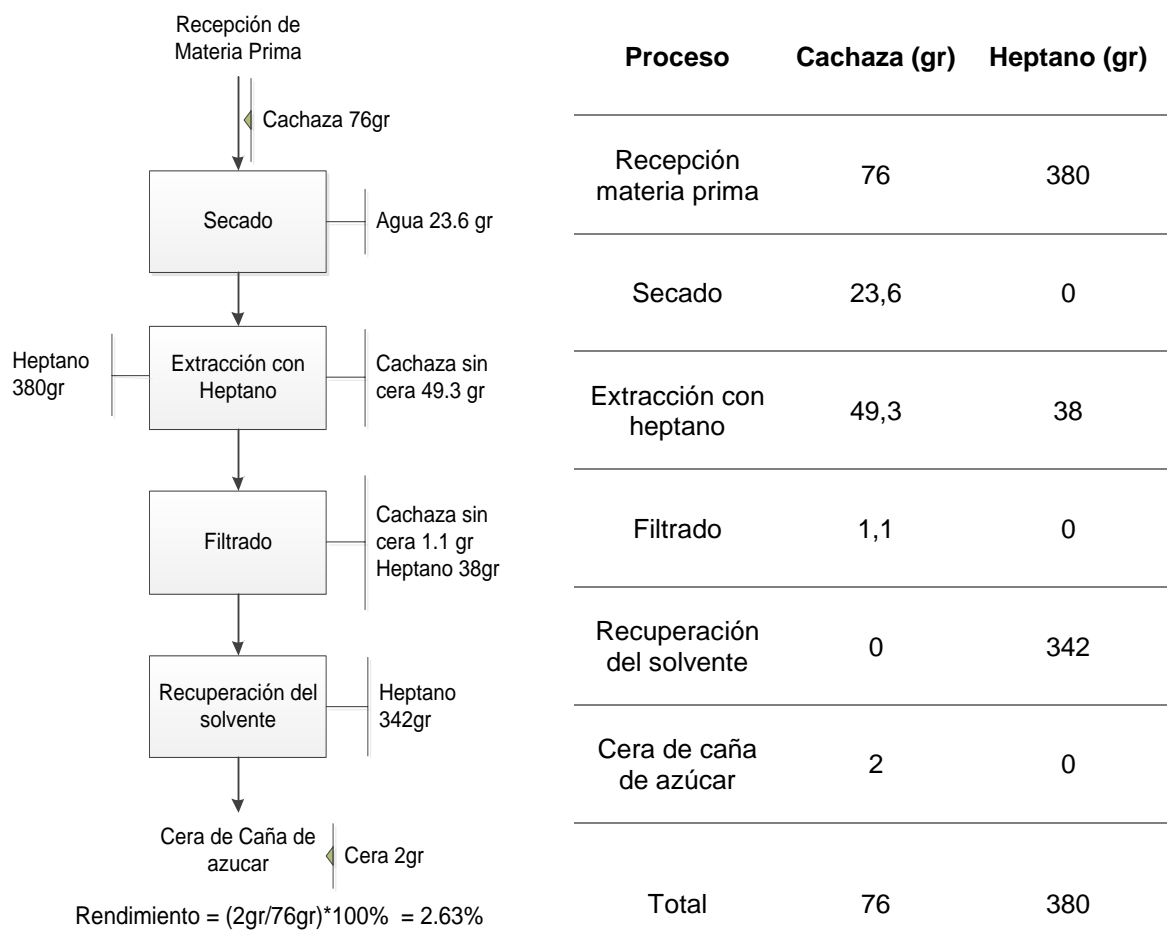 Recepción de
Materia Prima
Cachaza 76gr
Secado
Agua 23.6 gr
Heptano
380gr
Extracción con
Heptano
Cachaza sin
cera 49.3 gr
Filtrado
Cachaza sin
cera 1.1 gr
Heptano 38gr
Recuperación del
solvente
Heptano
342gr
Cera de Caña de
azucar
Cera 2gr
Rendimiento = (2gr/76gr)*100% = 2.63%
Proceso Cachaza (gr) Heptano (gr)
Recepción
materia prima 76 380
Secado 23,6 0
Extracción con
heptano 49,3 38
Filtrado 1,1 0
Recuperación
del solvente 0 342
Cera de caña
de azúcar 2 0
Total 76 380